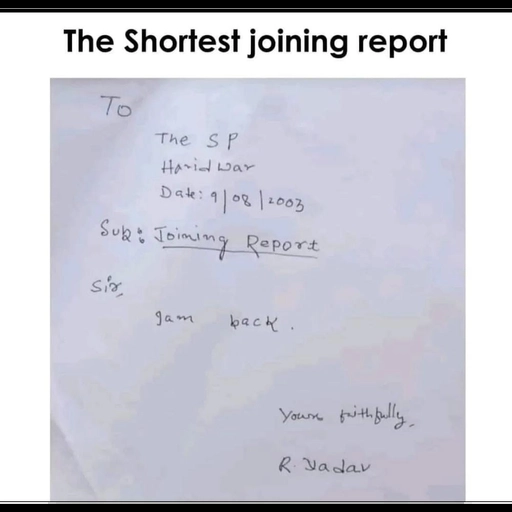 The Shortest joining report
To
The SP
Haridwar
Date: 9/08/2003
Sub: Joining Report
Sir,
I am back.
Yours faithfully,
R. Yadav